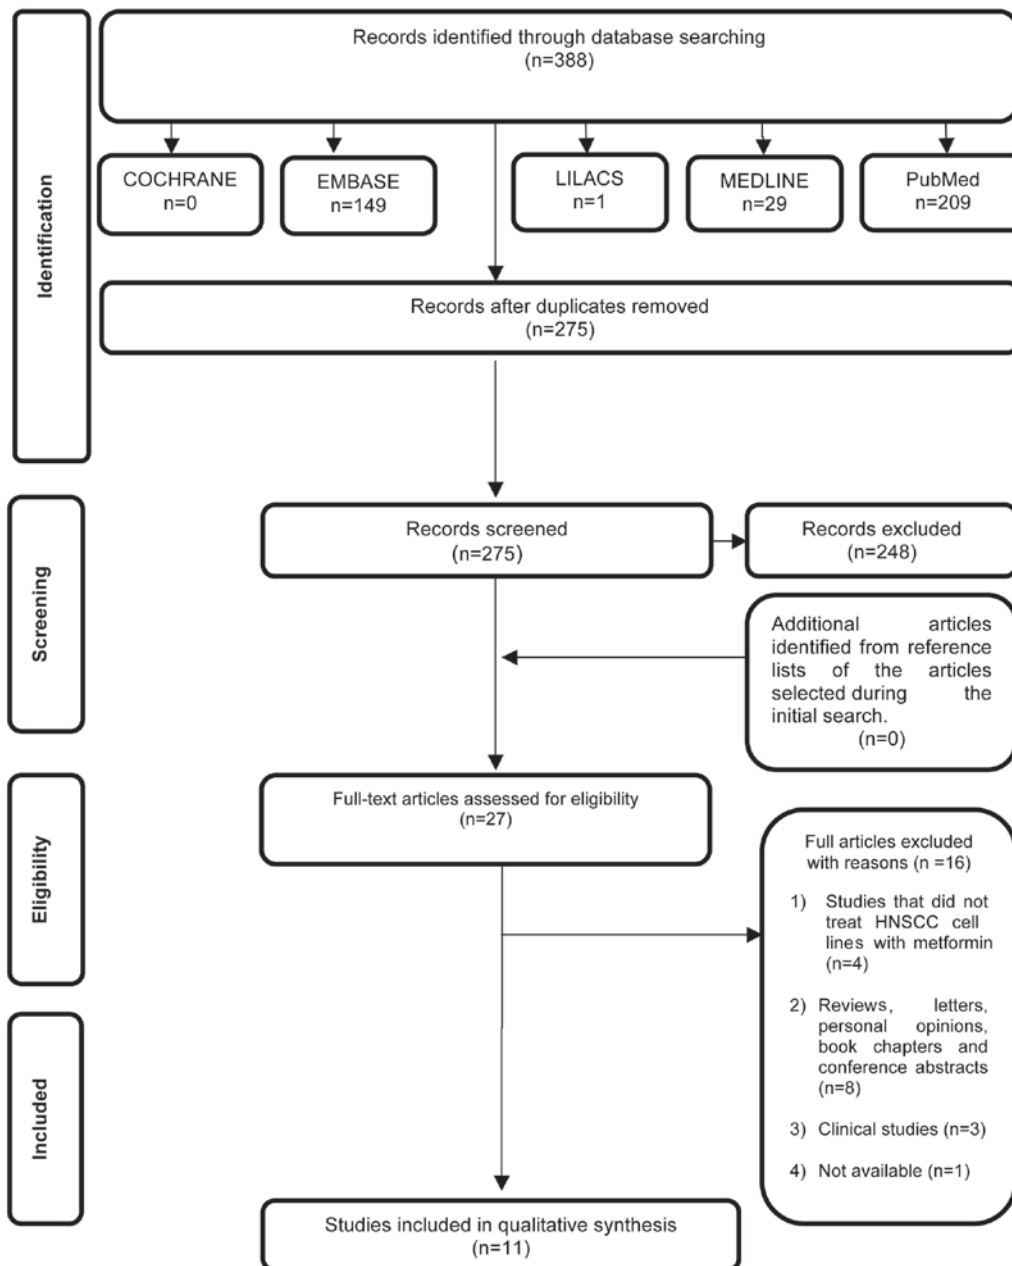 Records identified through database searching
(n=388)
COCHRANE
n=0
EMBASE
n=149
LILACS
n=1
MEDLINE
n=29
PubMed
n=209
Identification
Records after duplicates removed
(n=275)
Screening
Records screened
(n=275)
Records excluded
(n=248)
Additional articles
identified from reference
lists of the articles
selected during the
initial search.
(n=0)
Eligibility
Full-text articles assessed for eligibility
(n=27)
Full articles excluded
with reasons (n =16)
1) Studies that did not
treat HNSCC cell
lines with metformin
(n=4)
2) Reviews, letters,
personal opinions,
book chapters and
conference abstracts
(n=8)
3) Clinical studies (n=3)
4) Not available (n=1)
Included
Studies included in qualitative synthesis
(n=11)